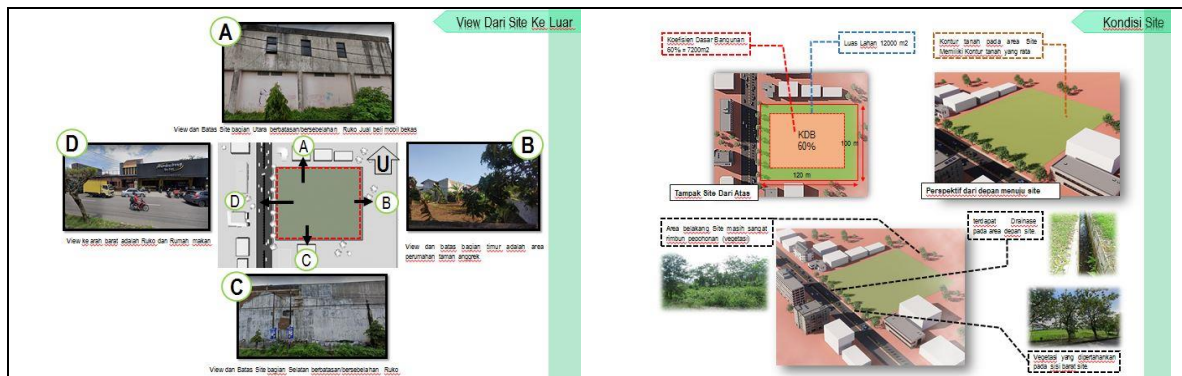 View Dari Site Ke Luar
A
View dan Batas Site bagian Utara berbatasan/bersebelahan Ruko Jual beli mobil bekas
D
View ke arah barat adalah Ruko dan Rumah makan
A
U
D
B
C
B
View dan batas bagian timur adalah area
perumahan taman anggrek
C
View dan Batas Site bagian Selatan berbatasan/bersebelahan Ruko
Kondisi Site
Koefisien Dasar Bangunan
60% = 7200m2
Luas Lahan 12000 m2
Kontur tanah pada area Site
Memiliki Kontur tanah yang rata
KDB
60%
100 m
120 m
Tampak Site Dari Atas
Perspektif dari depan menuju site
Area belakang Site masih sangat
rimbun pepohonan (vegetasi)
terdapat Drainase
pada area depan site.
Vegetasi yang dipertahankan
pada sisi barat site.